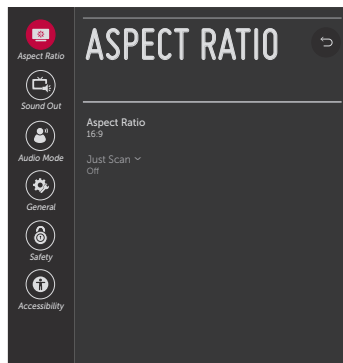 ASPECT RATIO
Aspect Ratio
16:9
Just Scan
Off
Aspect Ratio
Sound Out
Audio Mode
General
Safety
Accessibility